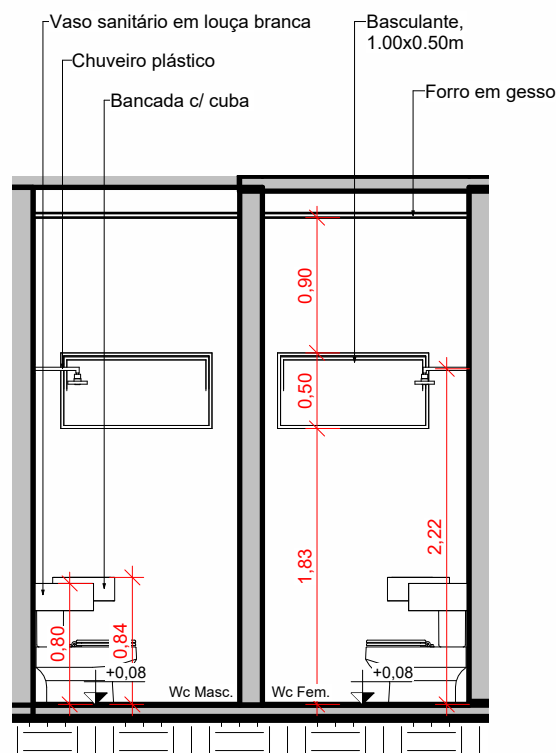 Vaso sanitário em louça branca
Basculante,
1.00x0.50m
Chuveiro plástico
Forro em gesso
Bancada c/ cuba
0,90
0,50
2,22
1,83
0,80
0,84
+0,08
+0,08
Wc Masc.
Wc Fem.